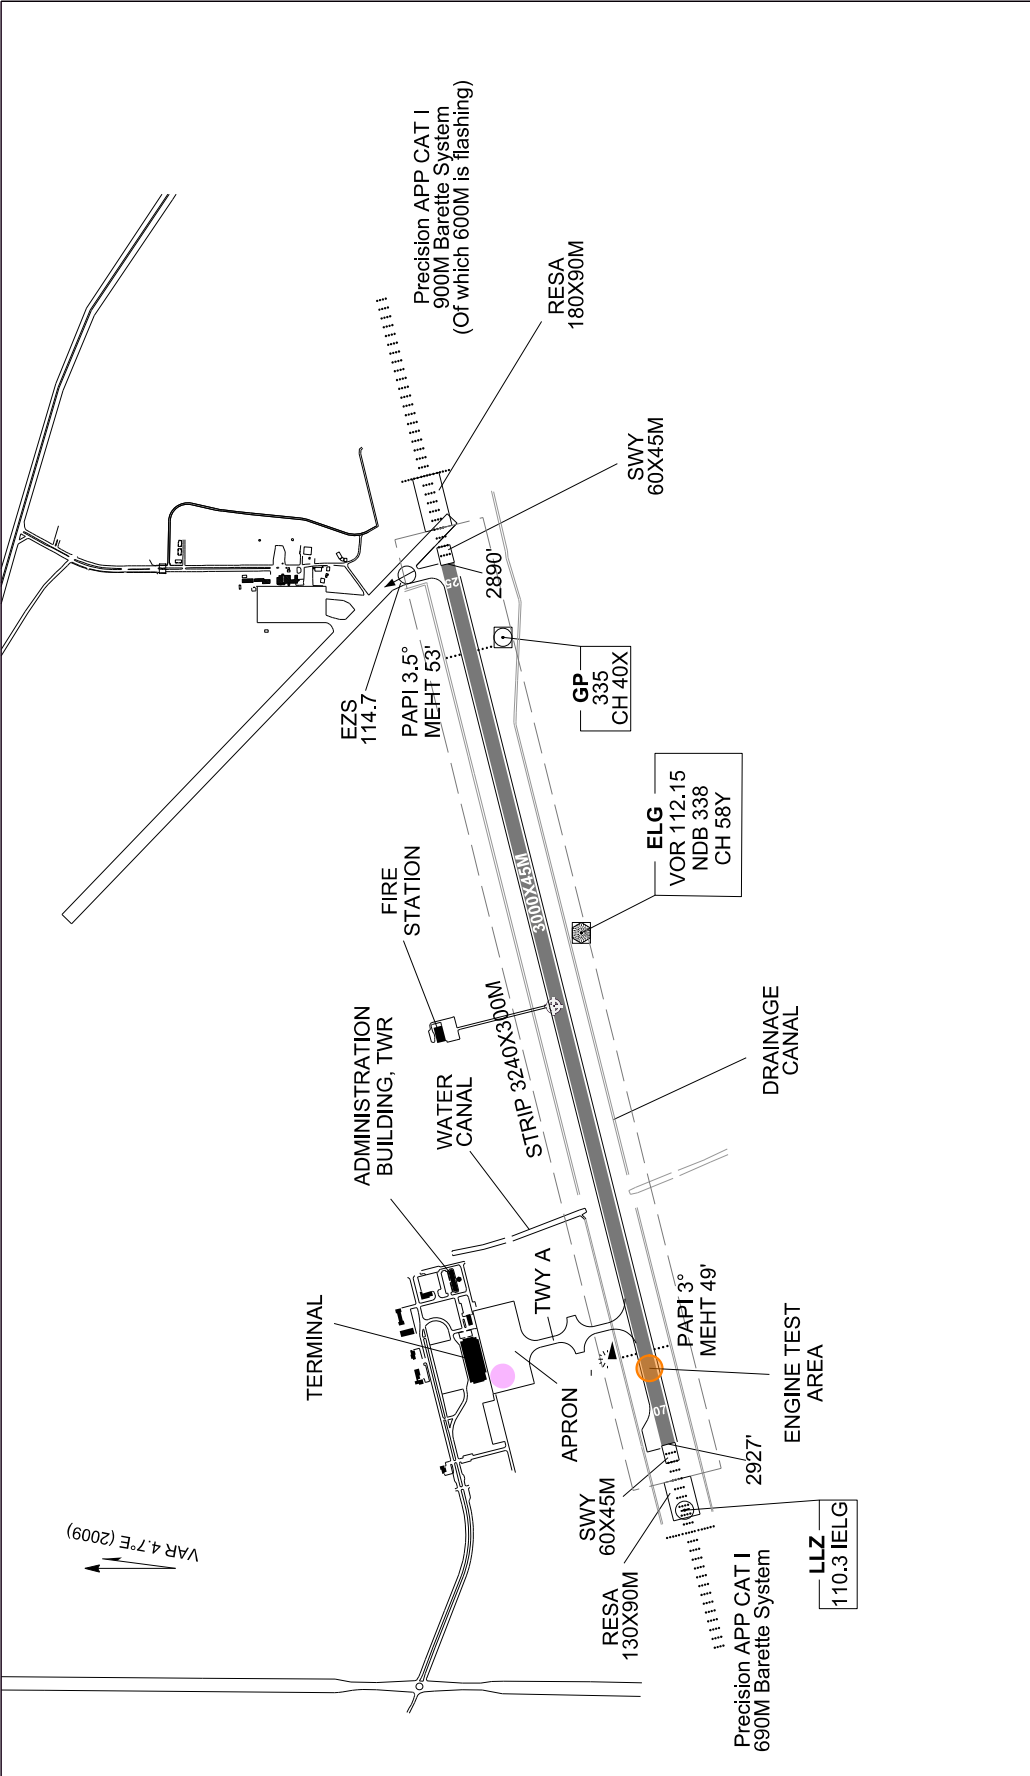 Precision APP CAT I
900M Barette System
(Of which 600M is flashing)
RESA
180X90M
SWY
60X45M
2890'
25
EZS
114.7
PAPI 3.5°
MEHT 53'
GP
335
CH 40X
ELG
VOR 112.15
NDB 338
CH 58Y
FIRE
STATION
3000X45M
STRIP 3240X300M
ADMINISTRATION
BUILDING, TWR
WATER
CANAL
DRAINAGE
CANAL
TERMINAL
TWY A
APRON
PAPI 3°
MEHT 49'
ENGINE TEST
AREA
07
2927'
SWY
60X45M
RESA
130X90M
LLZ
110.3 IELG
Precision APP CAT I
690M Barette System
VAR 4.7°E (2009)